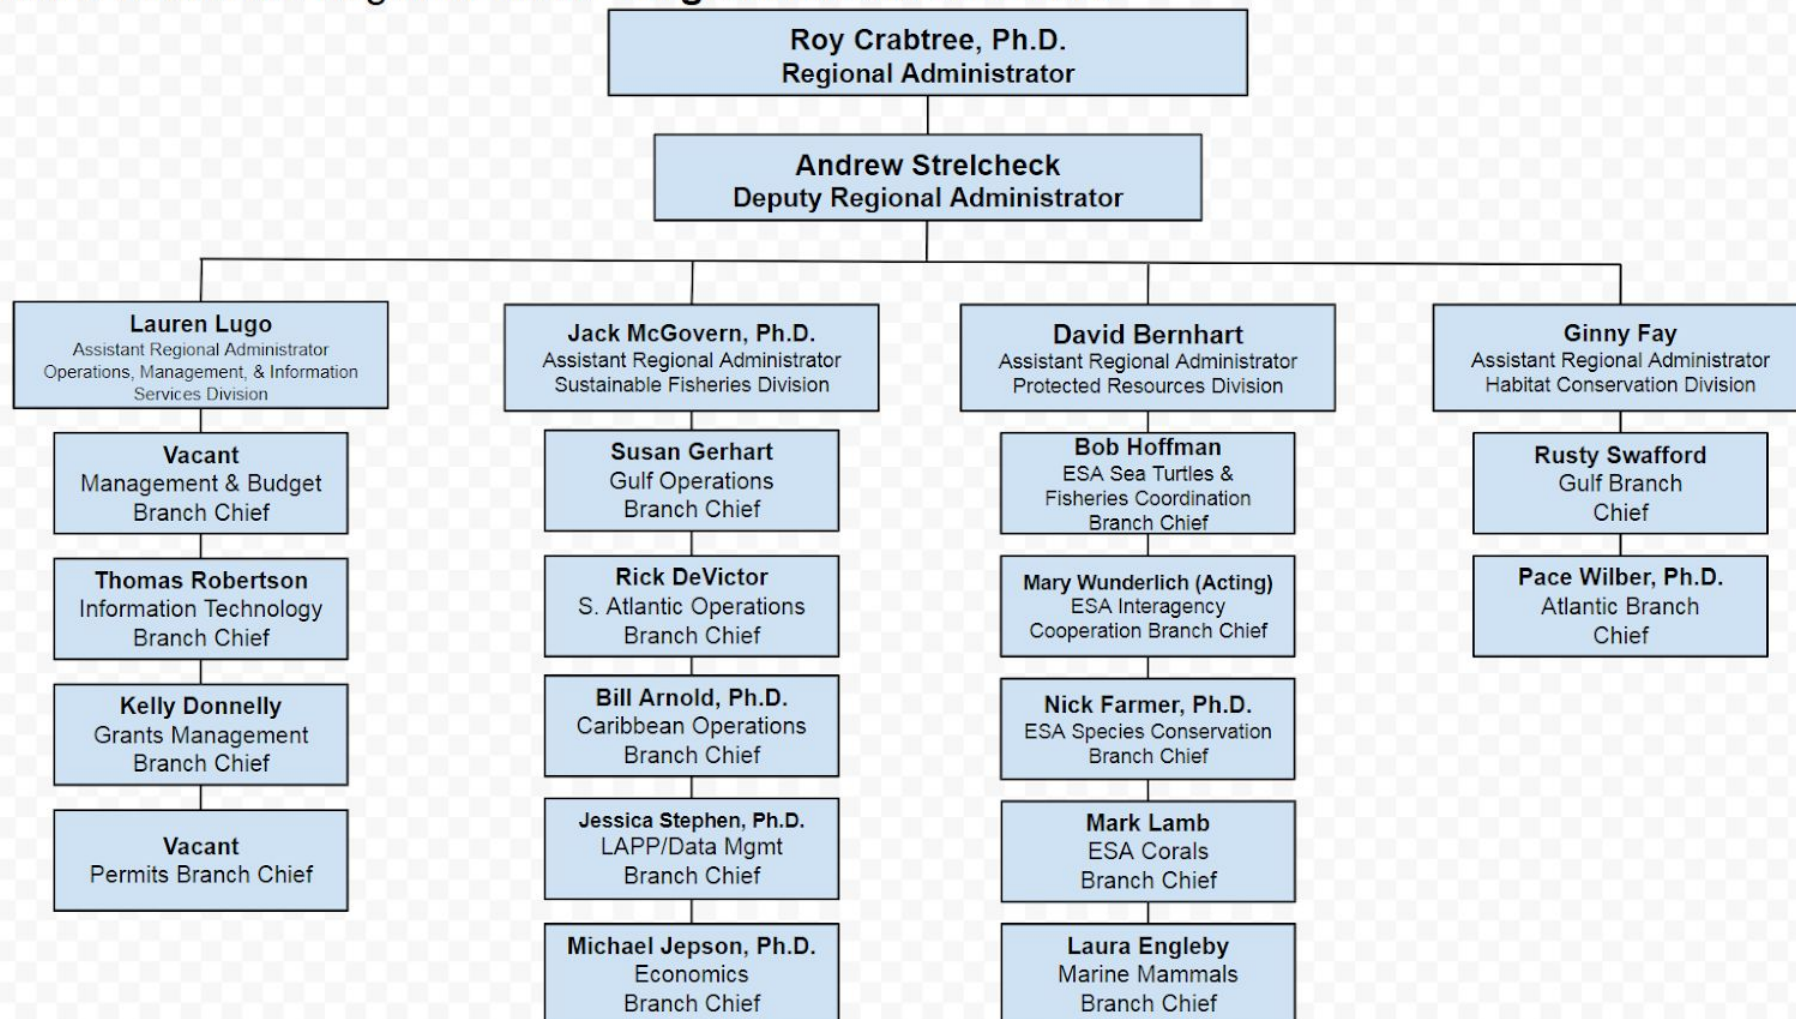 Roy Crabtree, Ph.D.
Regional Administrator
Andrew Strelcheck
Deputy Regional Administrator
Lauren Lugo
Assistant Regional Administrator
Operations, Management, & Information
Services Division
Vacant
Management & Budget
Branch Chief
Thomas Robertson
Information Technology
Branch Chief
Kelly Donnelly
Grants Management
Branch Chief
Vacant
Permits Branch Chief
Jack McGovern, Ph.D.
Assistant Regional Administrator
Sustainable Fisheries Division
Susan Gerhart
Gulf Operations
Branch Chief
Rick DeVictor
S. Atlantic Operations
Branch Chief
Bill Arnold, Ph.D.
Caribbean Operations
Branch Chief
Jessica Stephen, Ph.D.
LAPP/Data Mgmt
Branch Chief
Michael Jepson, Ph.D.
Economics
Branch Chief
David Bernhart
Assistant Regional Administrator
Protected Resources Division
Bob Hoffman
ESA Sea Turtles &
Fisheries Coordination
Branch Chief
Mary Wunderlich (Acting)
ESA Interagency
Cooperation Branch Chief
Nick Farmer, Ph.D.
ESA Species Conservation
Branch Chief
Mark Lamb
ESA Corals
Branch Chief
Laura Engleby
Marine Mammals
Branch Chief
Ginny Fay
Assistant Regional Administrator
Habitat Conservation Division
Rusty Swafford
Gulf Branch
Chief
Pace Wilber, Ph.D.
Atlantic Branch
Chief